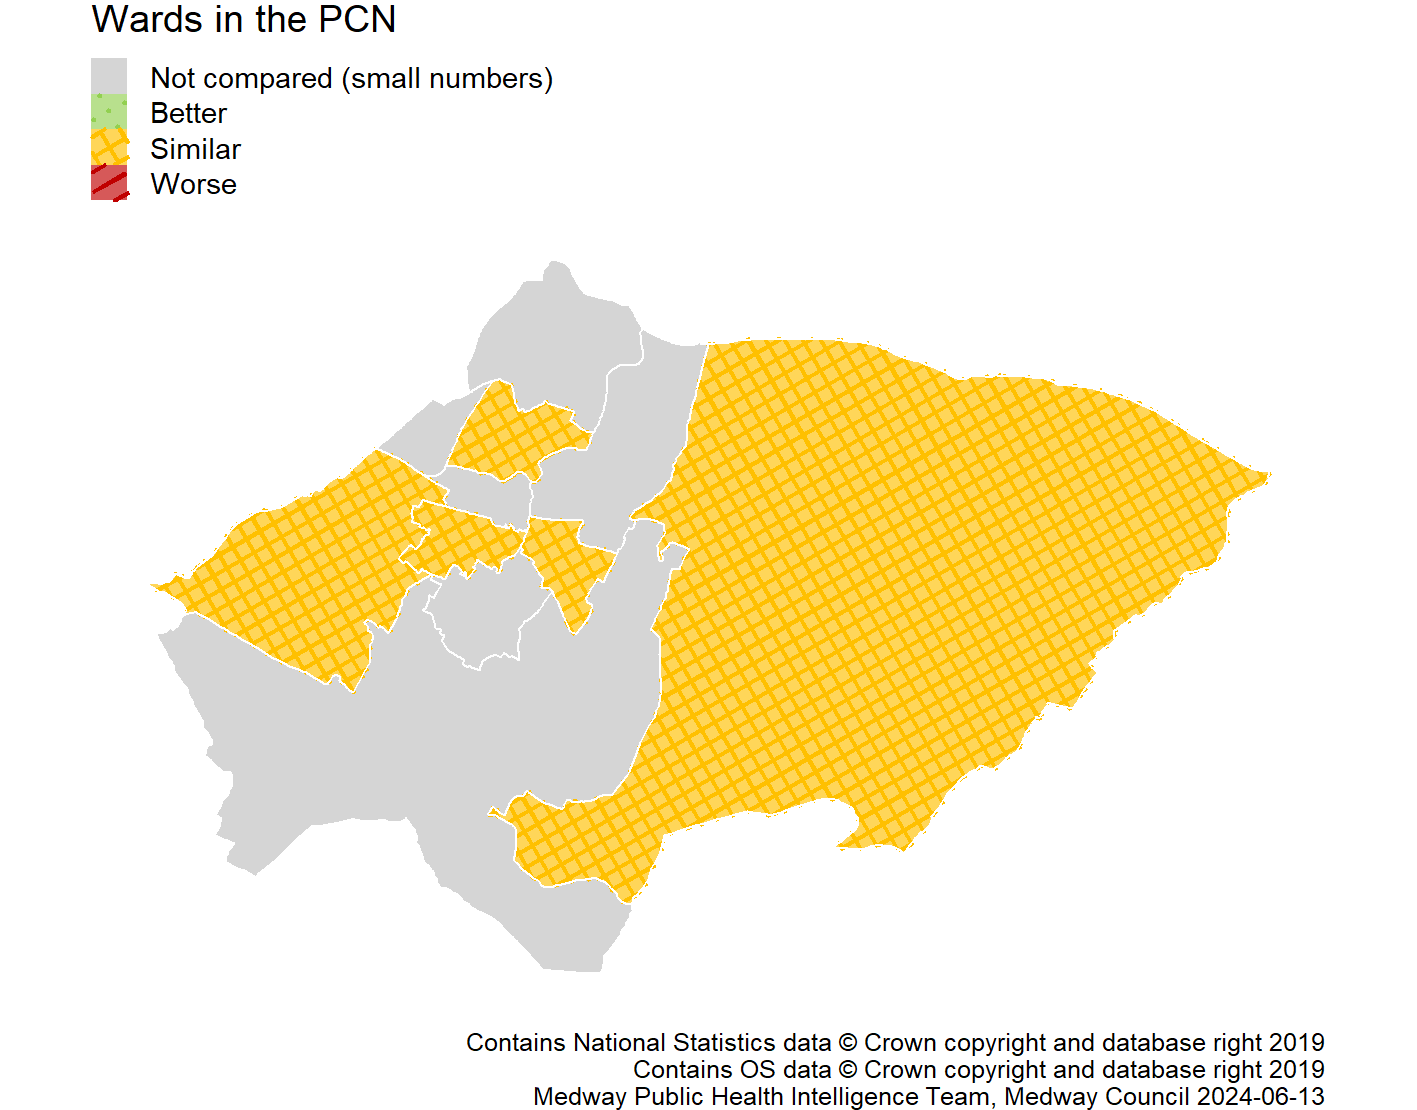 Wards in the PCN
Not compared (small numbers)
Better
Similar
Worse
Contains National Statistics data © Crown copyright and database right 2019
Contains OS data © Crown copyright and database right 2019
Medway Public Health Intelligence Team, Medway Council 2024-06-13